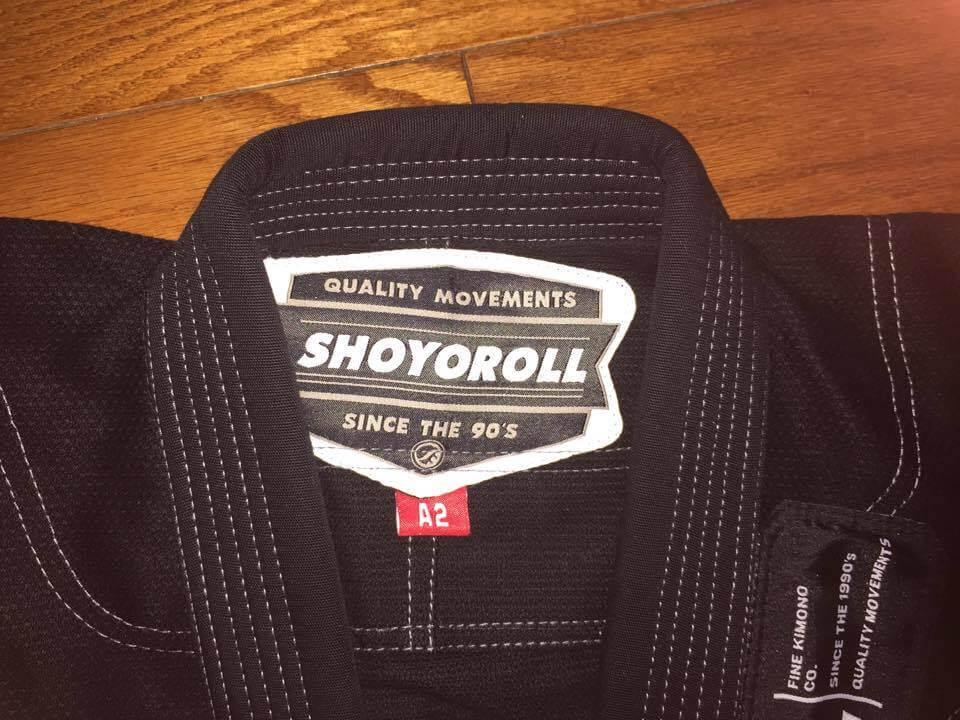 QUALITY MOVEMENTS
SHOYOROLL
SINCE THE 90'S
A2
FINE KIMONO
CO.
SINCE THE 1990's
QUALITY MOVEMENTS